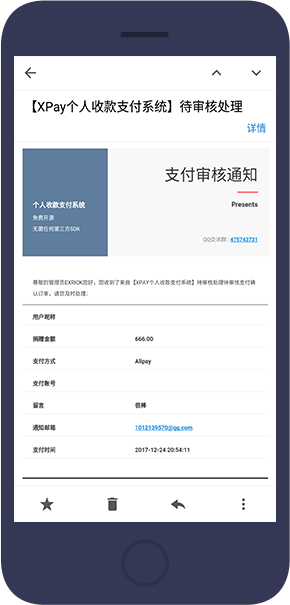 【XPay个人收款支付系统】待审核处理
详情
个人收款支付系统
免费开源
无需任何第三方SDK
支付审核通知
Presents
QQ交流群: 475743731
尊敬的管理员EXRICK您好，您收到了来自【XPAY个人收款支付系统】待审核处理待审核支付确
认订单，请您及时处理：
用户昵称
捐赠金额 666.00
支付方式 Alipay
支付账号
留言 很棒
通知邮箱 1012139570@qq.com
支付时间 2017-12-24 20:54:11